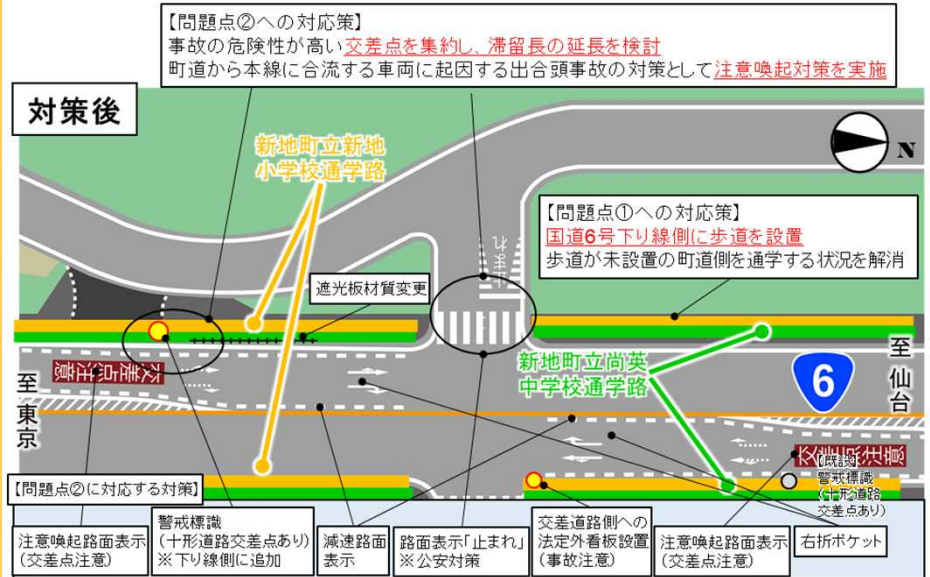 【問題点②への対応策】
事故の危険性が高い交差点を集約し、滞留長の延長を検討
町道から本線に合流する車両に起因する出合頭事故の対策として注意喚起対策を実施
対策後
新地町立新地
小学校通学路
N
【問題点①への対応策】
国道6号下り線側に歩道を設置
歩道が未設置の町道側を通学する状況を解消
止まれ
遮光板材質変更
新地町立尚英
中学校通学路
6
至仙台
至東京
交差点注意
交差点注意
【既設】
警戒標識
(十形道路
交差点あり)
【問題点②に対応する対策】
注意喚起路面表示
(交差点注意)
警戒標識
(十形道路交差点あり)
※下り線側に追加
減速路面
表示
路面表示「止まれ」
※公安対策
交差道路側への
法定外看板設置
(事故注意)
注意喚起路面表示
(交差点注意)
右折ポケット